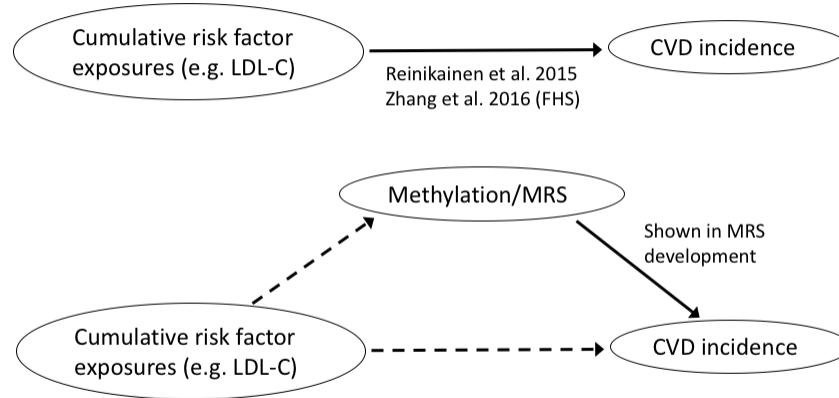 Cumulative risk factor
exposures (e.g. LDL-C)
CVD incidence
Reinikainen et al. 2015
Zhang et al. 2016 (FHS)
Methylation/MRS
Shown in MRS
development
Cumulative risk factor
exposures (e.g. LDL-C)
CVD incidence